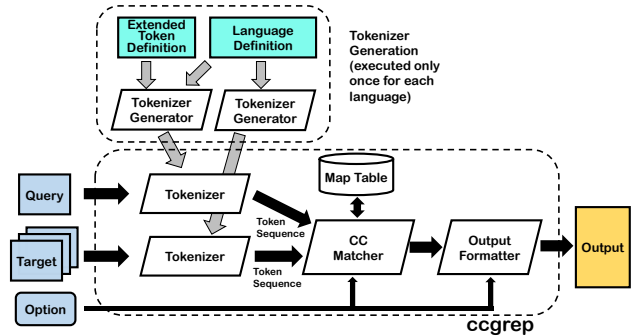 Extended
Token
Definition
Language
Definition
Tokenizer
Generation
(executed only
once for each
language)
Tokenizer
Generator
Tokenizer
Generator
Query
Tokenizer
Map Table
Token
Sequence
Target
Tokenizer
Token
Sequence
CC
Matcher
Output
Formatter
Output
Option
ccgrep